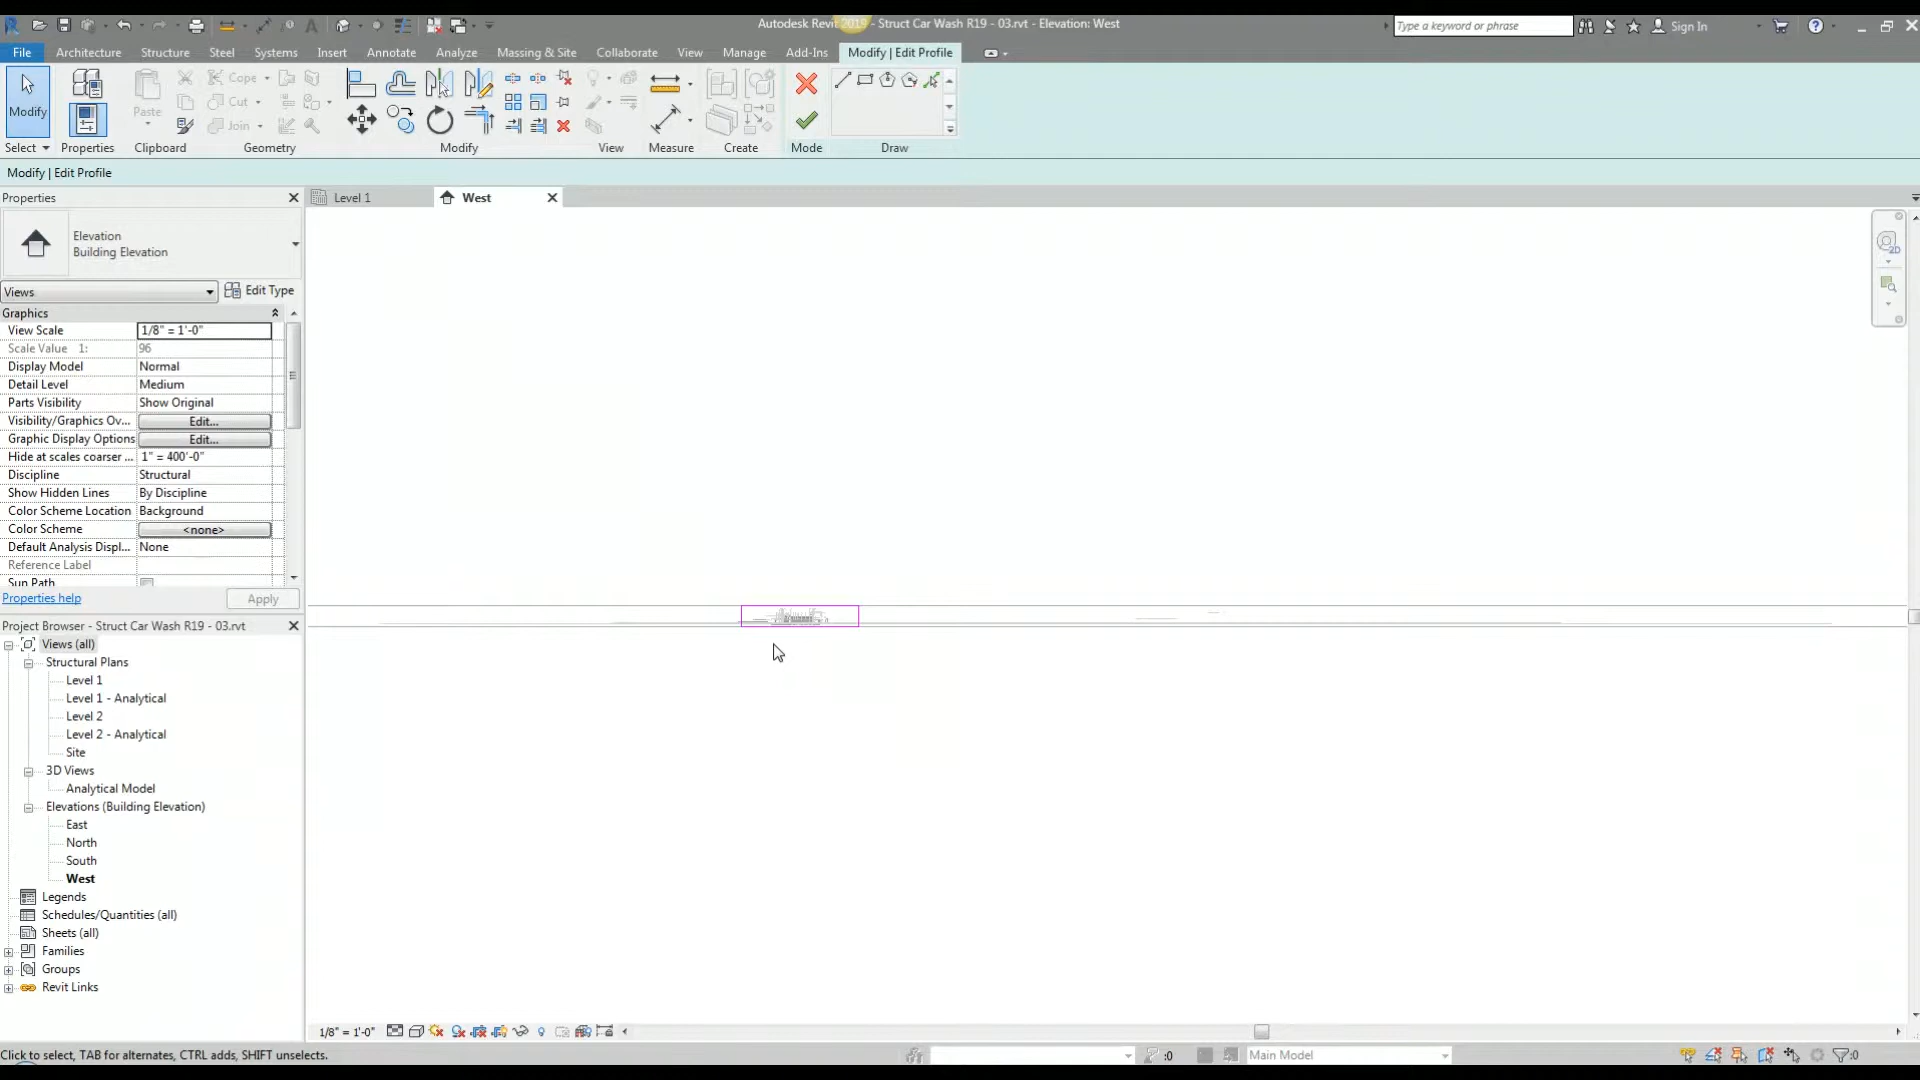 Autodesk Revit 2019 - Struct Car Wash R19 - 03.rvt - Elevation: West
Type a keyword or phrase
Sign In
File Architecture Structure Steel Systems Insert Annotate Analyze Massing & Site Collaborate View Manage Add-Ins Modify | Edit Profile
Modify
Paste
Cope
Cut
Join
Select Properties Clipboard Geometry Modify View Measure Create Mode Draw
Modify | Edit Profile
Properties
Level 1
West
Elevation
Building Elevation
Views
Edit Type
Graphics
View Scale 1/8" = 1'-0"
Scale Value 1: 96
Display Model Normal
Detail Level Medium
Parts Visibility Show Original
Visibility/Graphics Ov... Edit...
Graphic Display Options Edit...
Hide at scales coarser ... 1" = 400'-0"
Discipline Structural
Show Hidden Lines By Discipline
Color Scheme Location Background
Color Scheme <none>
Default Analysis Displ... None
Reference Label
Sun Path
Properties help
Apply
Project Browser - Struct Car Wash R19 - 03.rvt
Views (all)
Structural Plans
Level 1
Level 1 - Analytical
Level 2
Level 2 - Analytical
Site
3D Views
Analytical Model
Elevations (Building Elevation)
East
North
South
West
Legends
Schedules/Quantities (all)
Sheets (all)
Families
Groups
Revit Links
1/8" = 1'-0"
Click to select, TAB for alternates, CTRL adds, SHIFT unselects.
:0
Main Model
:0
2D